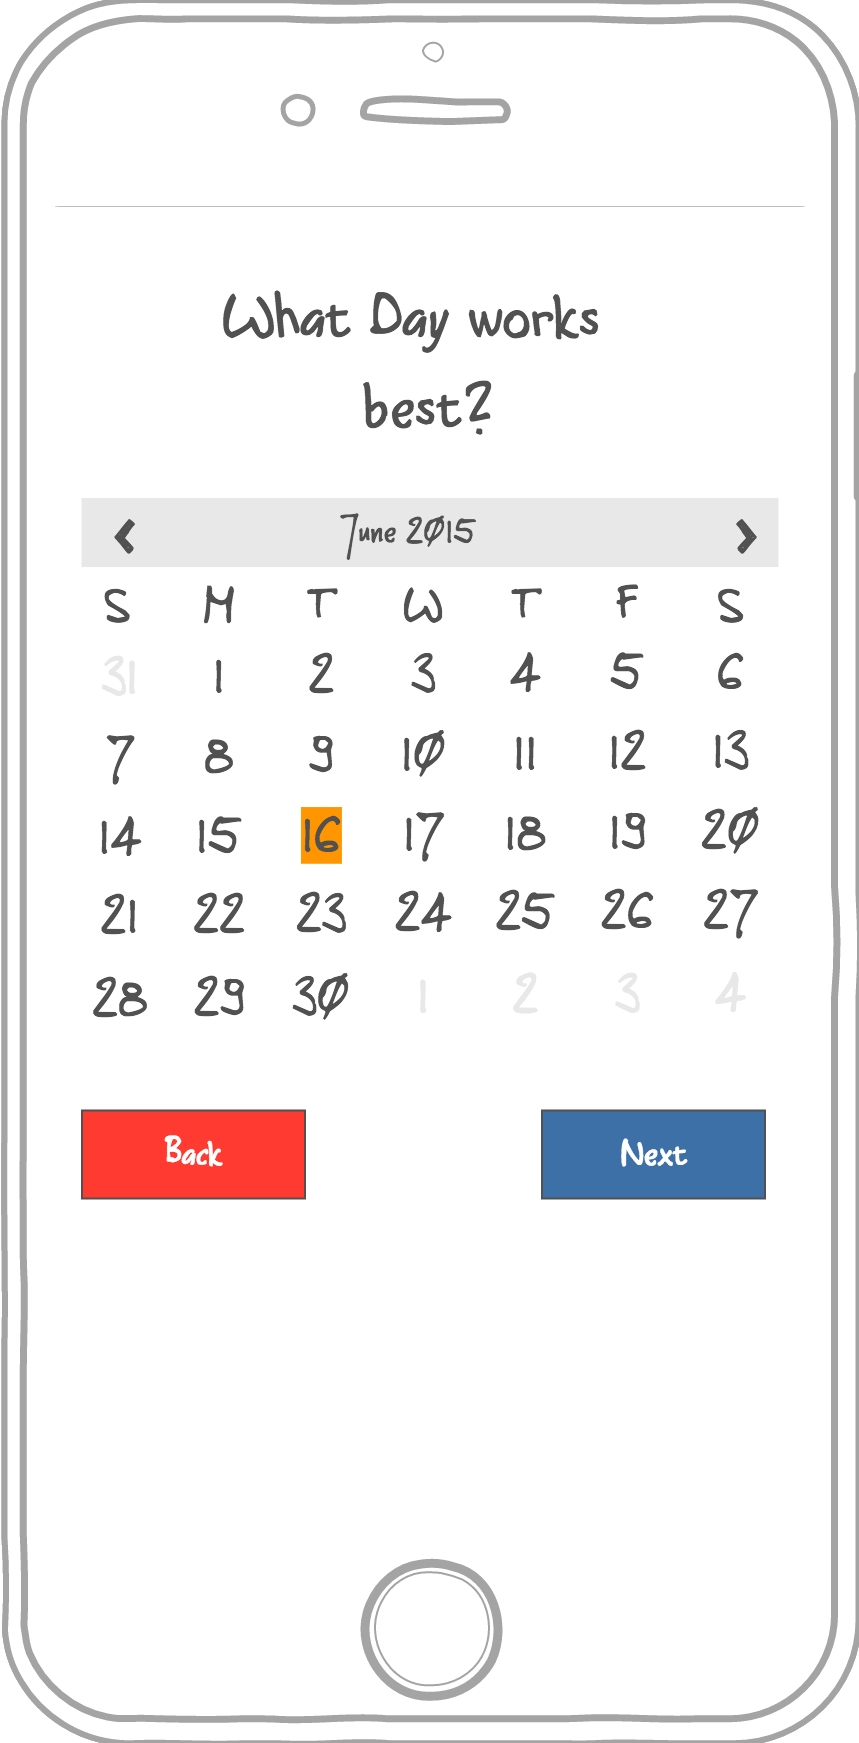 What Day works
best?
June 2015
S M T W T F S
31 1 2 3 4 5 6
7 8 9 10 11 12 13
14 15 16 17 18 19 20
21 22 23 24 25 26 27
28 29 30 1 2 3 4
Back Next